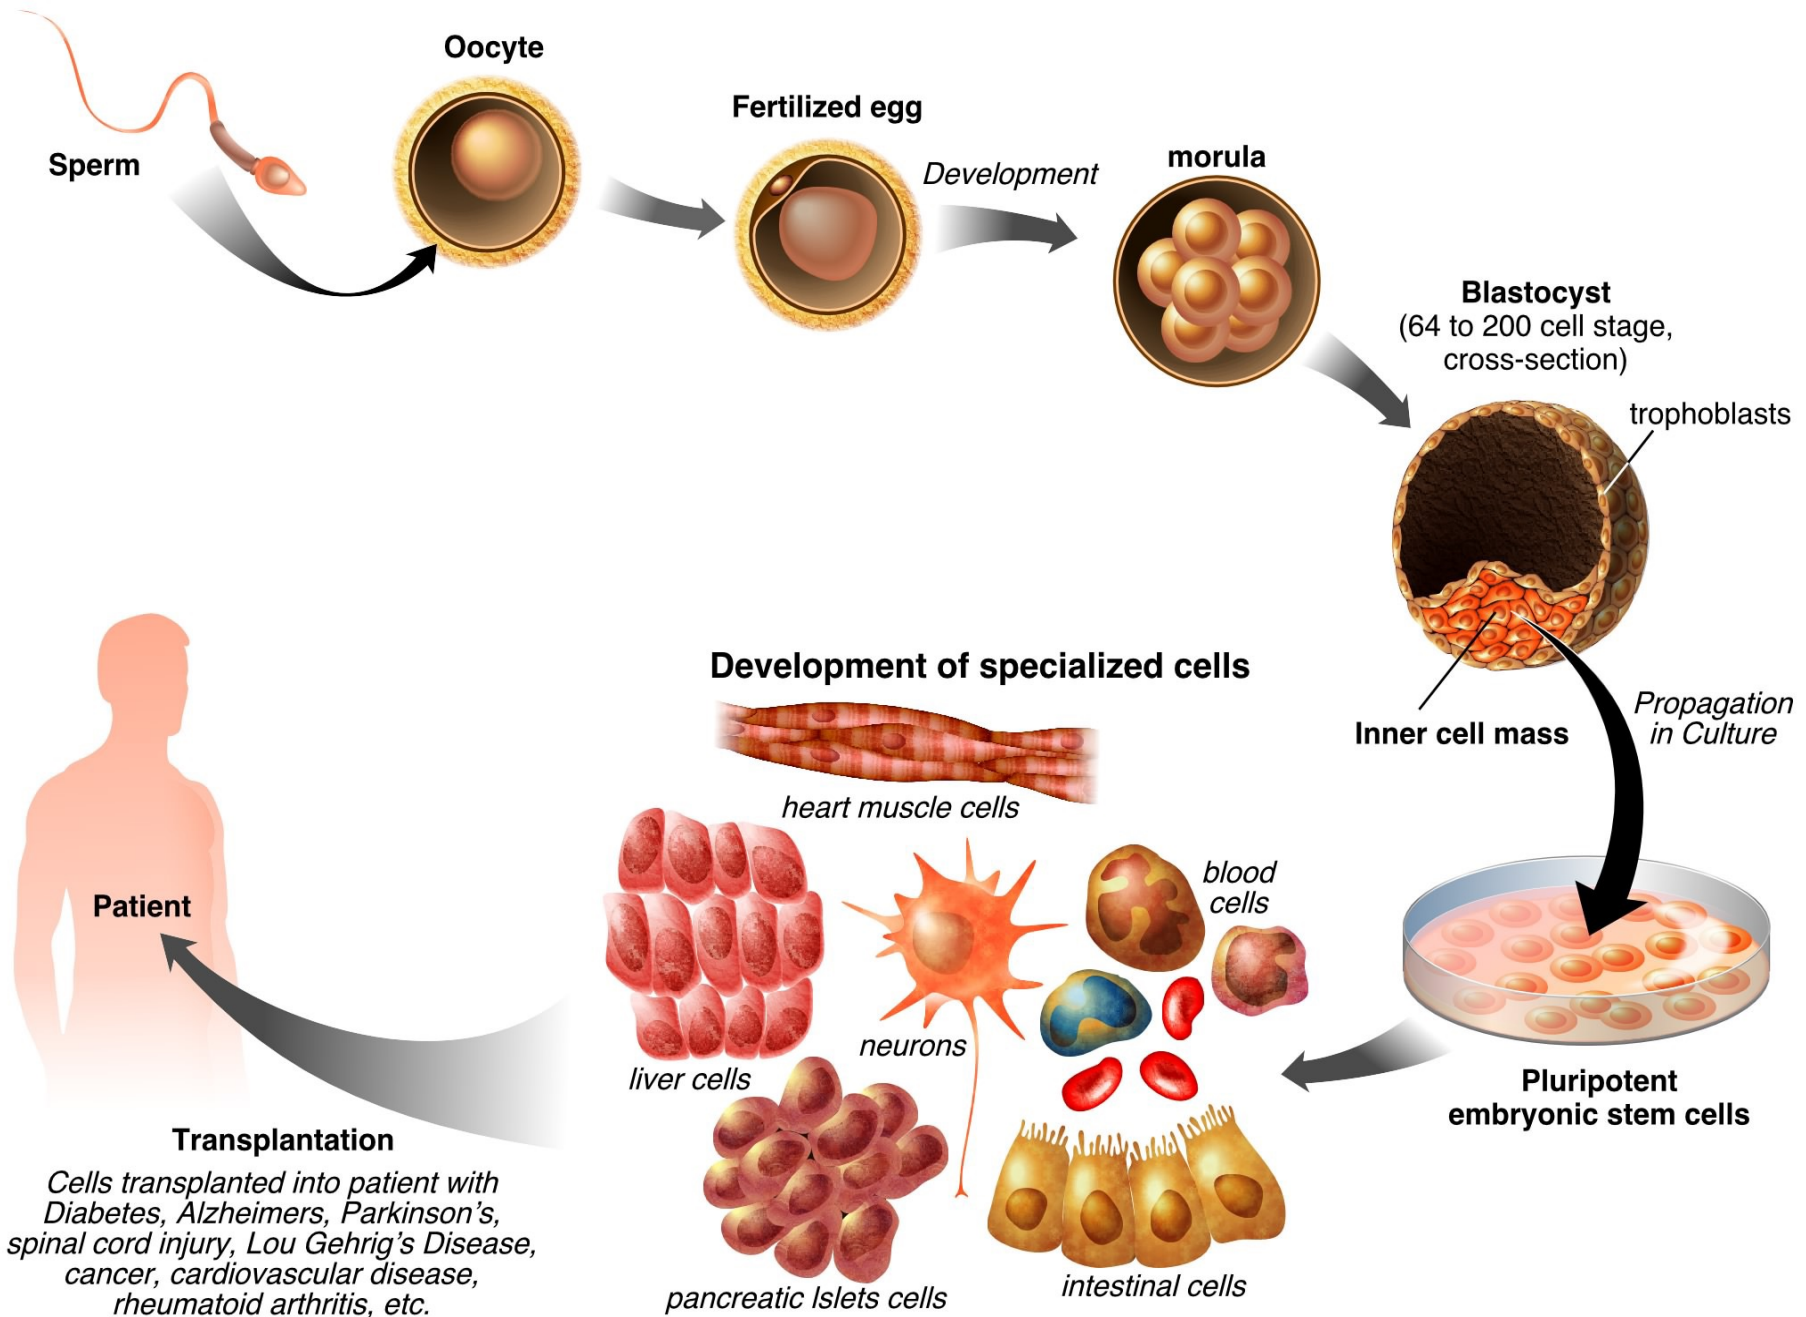 Sperm
Oocyte
Fertilized egg
Development
morula
Blastocyst
(64 to 200 cell stage,
cross-section)
trophoblasts
Inner cell mass
Propagation
in Culture
Pluripotent
embryonic stem cells
Development of specialized cells
heart muscle cells
blood
cells
neurons
liver cells
pancreatic Islets cells
intestinal cells
Patient
Transplantation
Cells transplanted into patient with
Diabetes, Alzheimers, Parkinson's,
spinal cord injury, Lou Gehrig's Disease,
cancer, cardiovascular disease,
rheumatoid arthritis, etc.